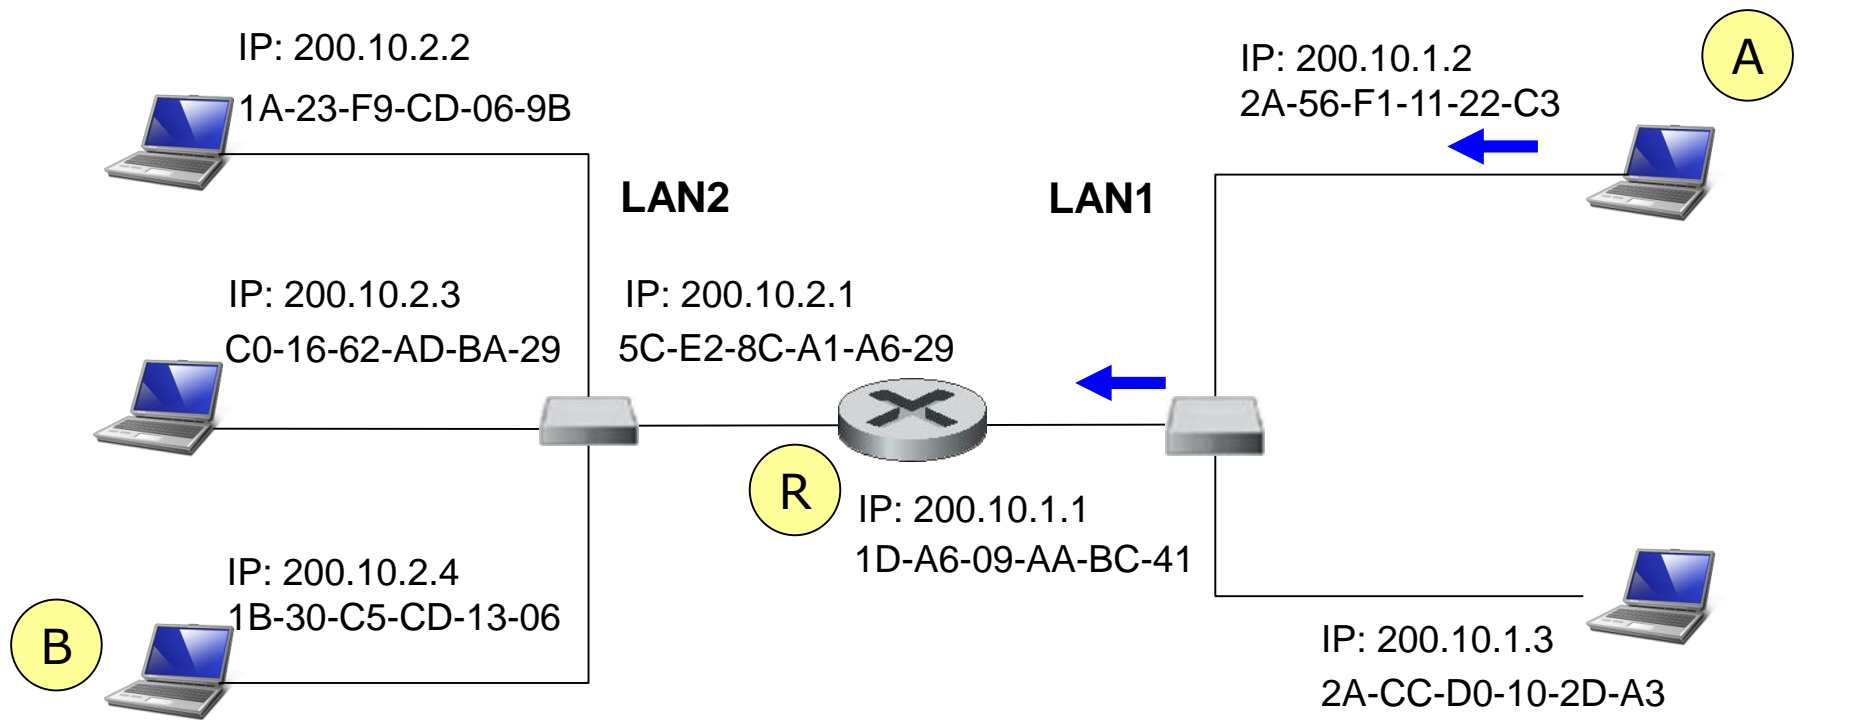 IP: 200.10.2.2
1A-23-F9-CD-06-9B
IP: 200.10.1.2
2A-56-F1-11-22-C3
A
LAN2
LAN1
IP: 200.10.2.3
C0-16-62-AD-BA-29
IP: 200.10.2.1
5C-E2-8C-A1-A6-29
R
IP: 200.10.1.1
1D-A6-09-AA-BC-41
IP: 200.10.2.4
1B-30-C5-CD-13-06
B
IP: 200.10.1.3
2A-CC-D0-10-2D-A3